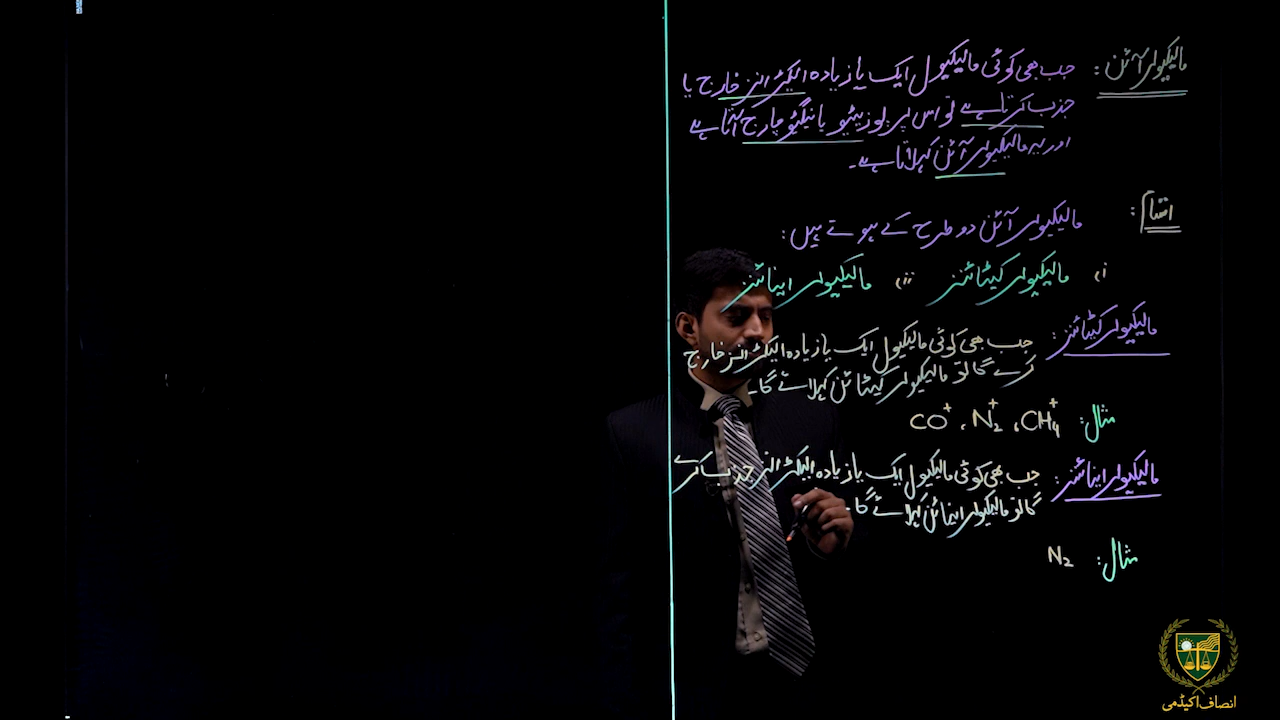 مالیکیولر آئن: جب بھی کوئی مالیکیول ایک یا زیادہ الیکٹرانز خارج یا
جذب کرتا ہے تو اس پر پوزیٹیو یا نیگٹیو چارج آتا ہے
اور یہ مالیکیولر آئن کہلاتا ہے۔
اقسام:
مالیکیولر آئن دو طرح کے ہوتے ہیں:
i) مالیکیولر کیٹائنز ii) مالیکیولر اینائنز
مالیکیولر کیٹائنز: جب بھی کوئی مالیکیول ایک یا زیادہ الیکٹرانز خارج
کرے گا تو مالیکیولر کیٹائن کہلائے گا۔
مثال: CH₄⁺ ، N₂⁺ ، CO⁺
مالیکیولر اینائنز: جب بھی کوئی مالیکیول ایک یا زیادہ الیکٹرانز جذب کرے
گا تو مالیکیولر اینائن کہلائے گا۔
مثال: N₂
انصاف اکیڈمی